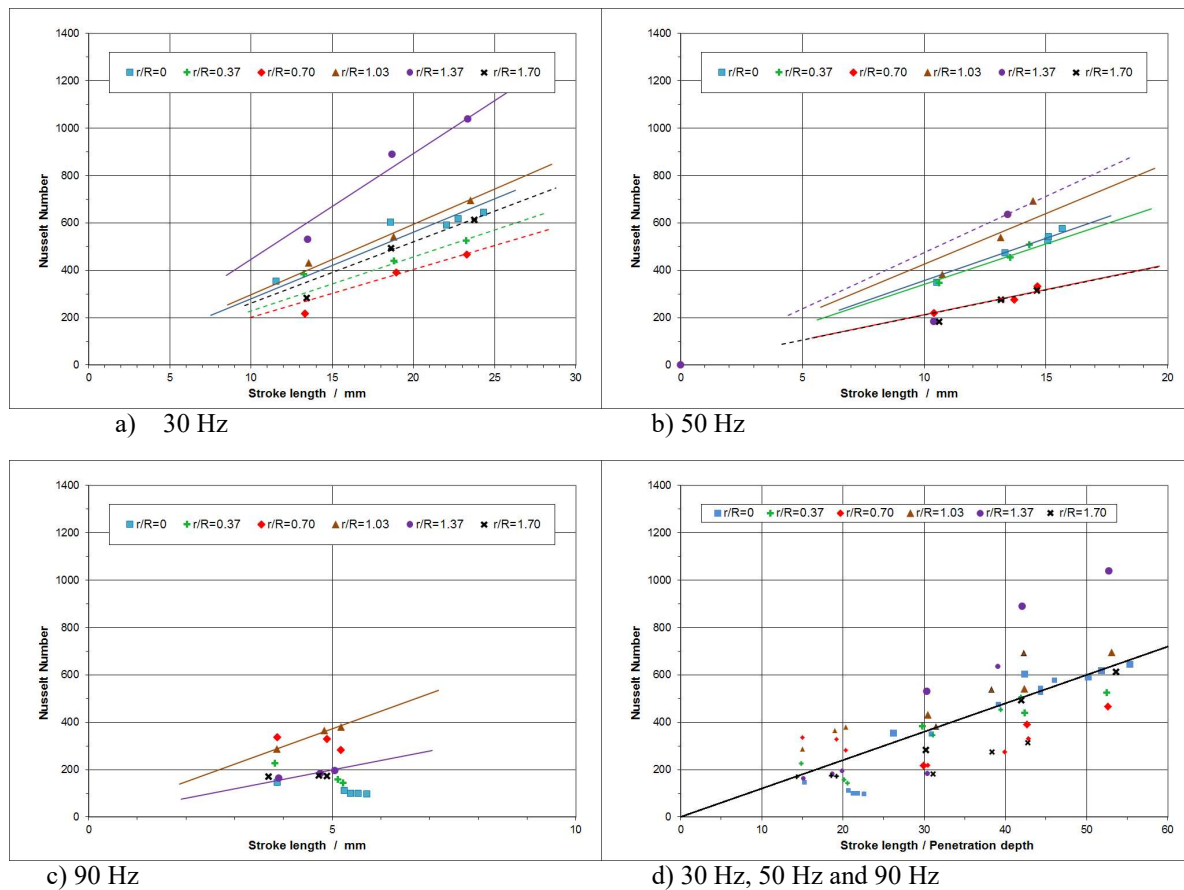 1400
1200
1000
800
600
400
200
0
Nusselt Number
r/R=0 r/R=0.37 r/R=0.70 r/R=1.03 r/R=1.37 r/R=1.70
0 5 10 15 20 25 30
Stroke length / mm
a) 30 Hz
1400
1200
1000
800
600
400
200
0
Nusselt Number
r/R=0 r/R=0.37 r/R=0.70 r/R=1.03 r/R=1.37 r/R=1.70
0 5 10 15 20
Stroke length / mm
b) 50 Hz
1400
1200
1000
800
600
400
200
0
Nusselt Number
r/R=0 r/R=0.37 r/R=0.70 r/R=1.03 r/R=1.37 r/R=1.70
0 5 10
Stroke length / mm
c) 90 Hz
1400
1200
1000
800
600
400
200
0
Nusselt Number
r/R=0 r/R=0.37 r/R=0.70 r/R=1.03 r/R=1.37 r/R=1.70
0 10 20 30 40 50 60
Stroke length / Penetration depth
d) 30 Hz, 50 Hz and 90 Hz